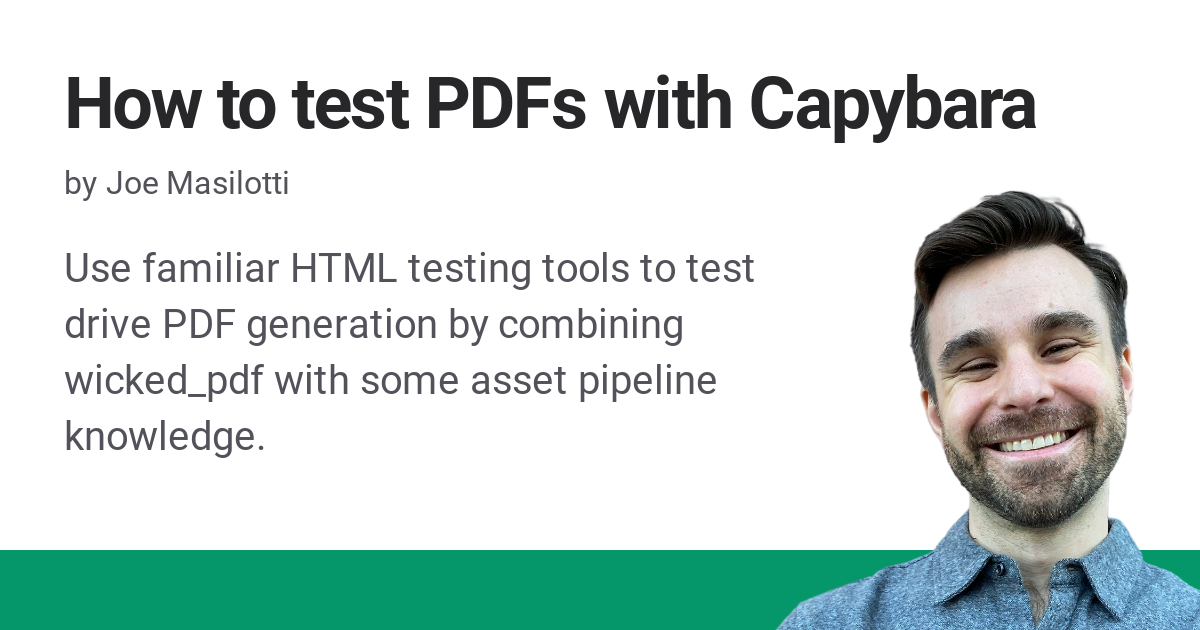 How to test PDFs with Capybara
by Joe Masilotti
Use familiar HTML testing tools to test
drive PDF generation by combining
wicked_pdf with some asset pipeline
knowledge.